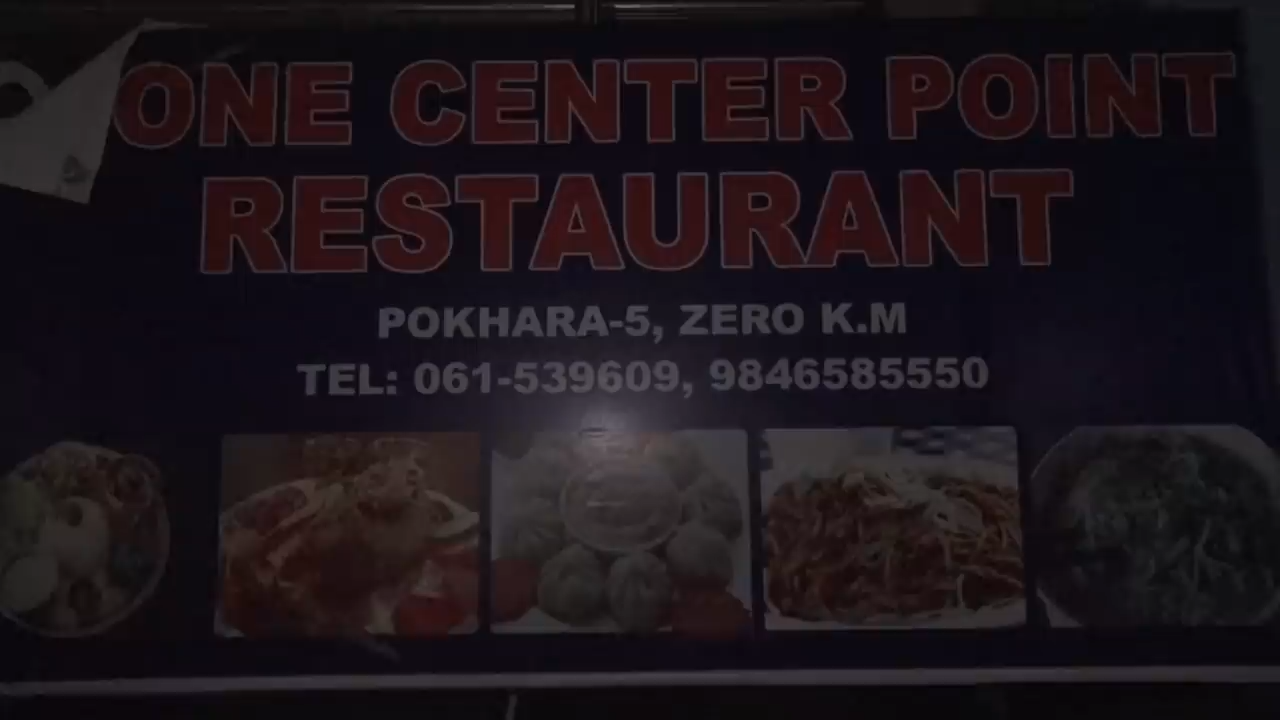 ONE CENTER POINT
RESTAURANT
POKHARA-5, ZERO K.M
TEL: 061-539609, 9846585550